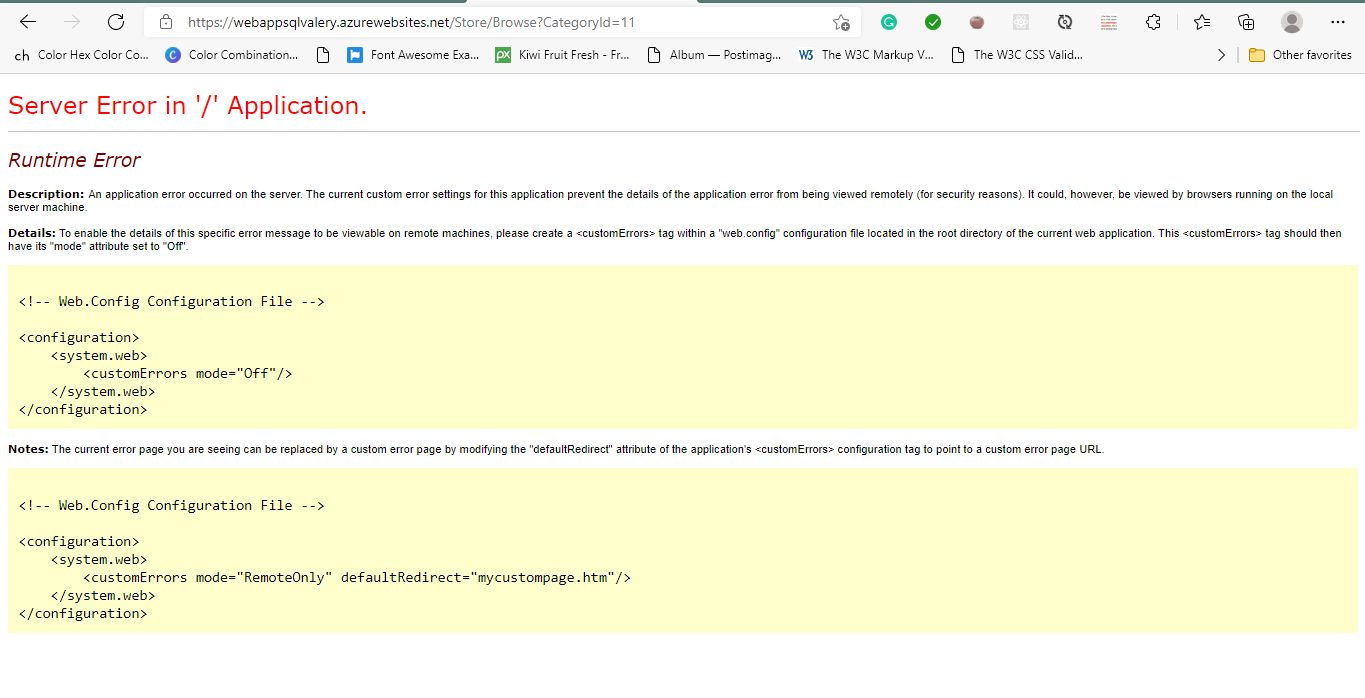 https://webappsqlvalery.azurewebsites.net/Store/Browse?CategoryId=11
ch Color Hex Color Co... Color Combination... Font Awesome Exa... px Kiwi Fruit Fresh - Fr... Album — Postimag... W3 The W3C Markup V... The W3C CSS Valid... Other favorites
Server Error in '/' Application.
Runtime Error
Description: An application error occurred on the server. The current custom error settings for this application prevent the details of the application error from being viewed remotely (for security reasons). It could, however, be viewed by browsers running on the local
server machine.
Details: To enable the details of this specific error message to be viewable on remote machines, please create a <customErrors> tag within a "web.config" configuration file located in the root directory of the current web application. This <customErrors> tag should then
have its "mode" attribute set to "Off".
<!-- Web.Config Configuration File -->
<configuration>
    <system.web>
        <customErrors mode="Off"/>
    </system.web>
</configuration>
Notes: The current error page you are seeing can be replaced by a custom error page by modifying the "defaultRedirect" attribute of the application's <customErrors> configuration tag to point to a custom error page URL.
<!-- Web.Config Configuration File -->
<configuration>
    <system.web>
        <customErrors mode="RemoteOnly" defaultRedirect="mycustompage.htm"/>
    </system.web>
</configuration>